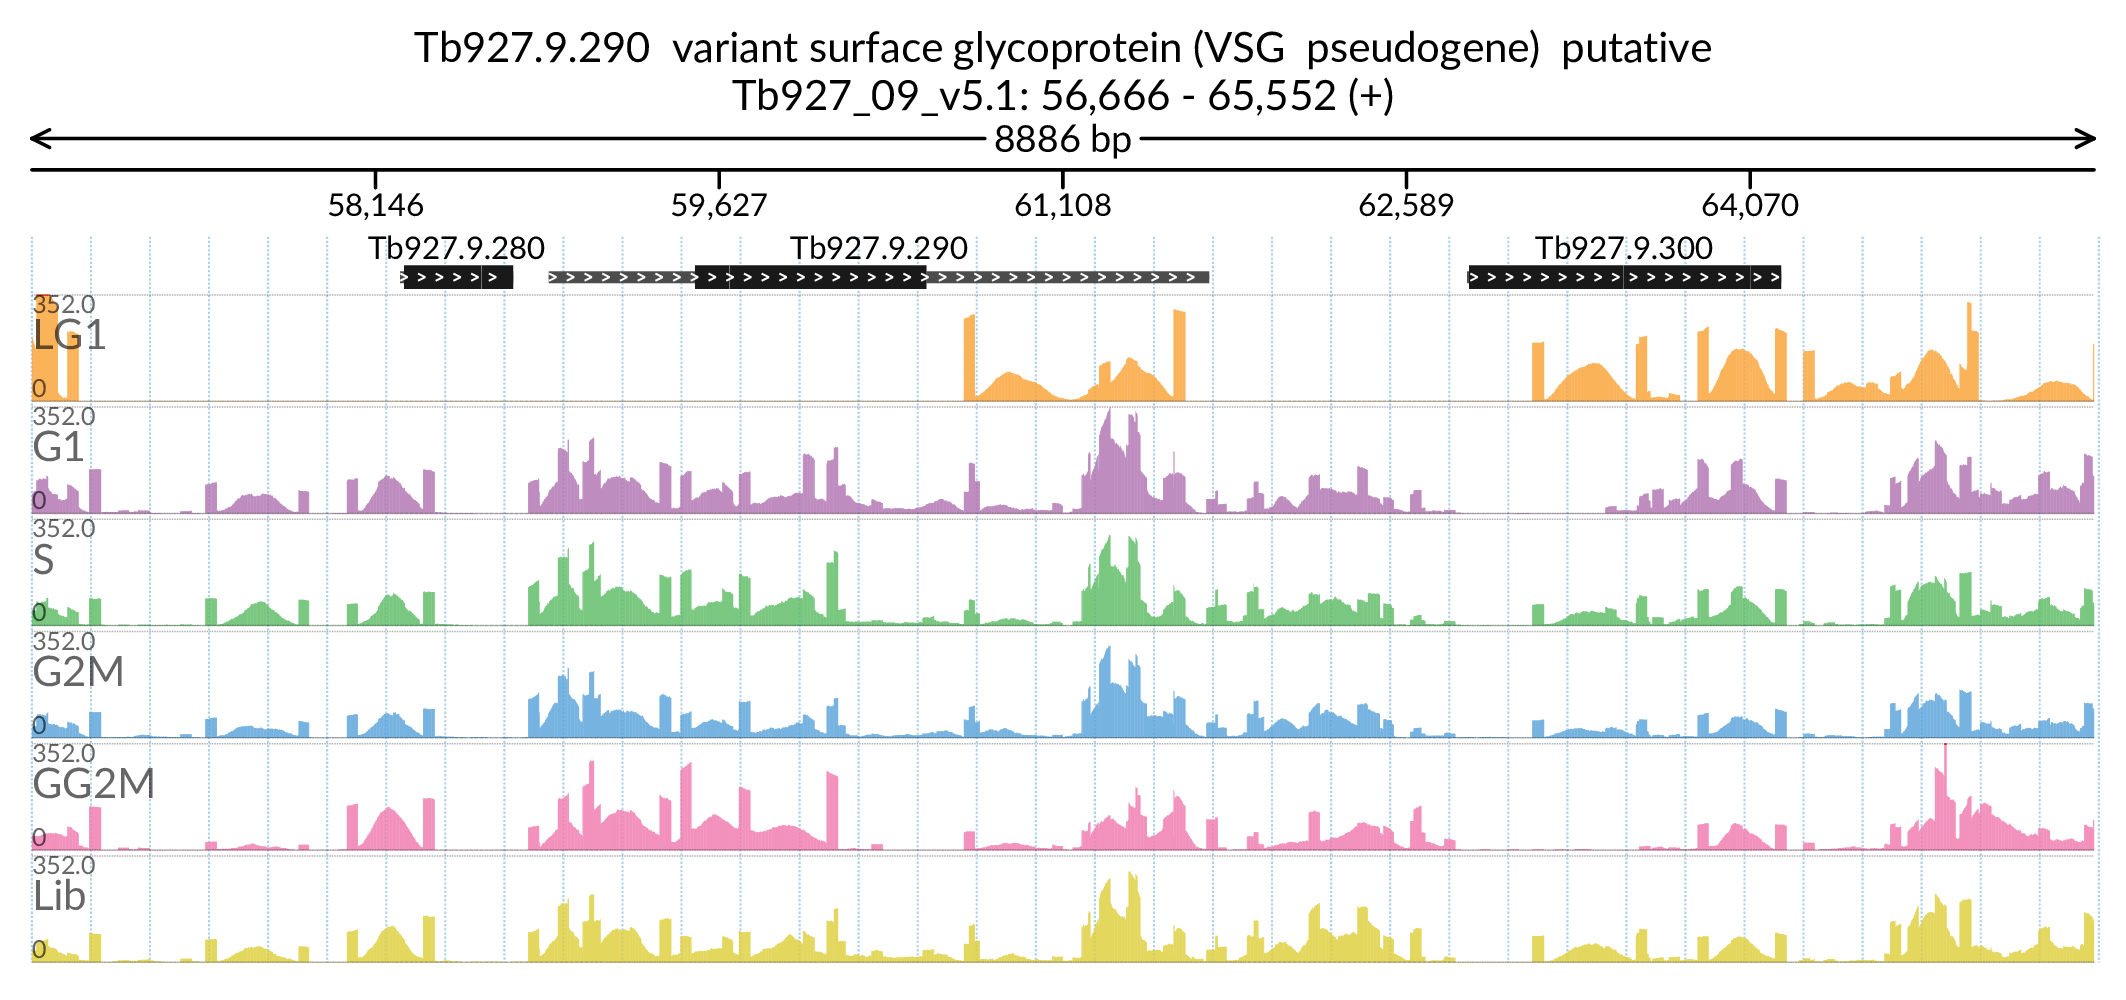 Tb927.9.290 variant surface glycoprotein (VSG pseudogene) putative
Tb927_09_v5.1: 56,666 - 65,552 (+)
8886 bp
58,146 59,627 61,108 62,589 64,070
Tb927.9.280 Tb927.9.290 Tb927.9.300
352.0
LG1
0
352.0
G1
0
352.0
S
0
352.0
G2M
0
352.0
GG2M
0
352.0
Lib
0